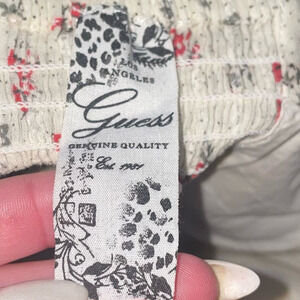 LOS
ANGELES
Guess
GENUINE QUALITY
Est. 1981